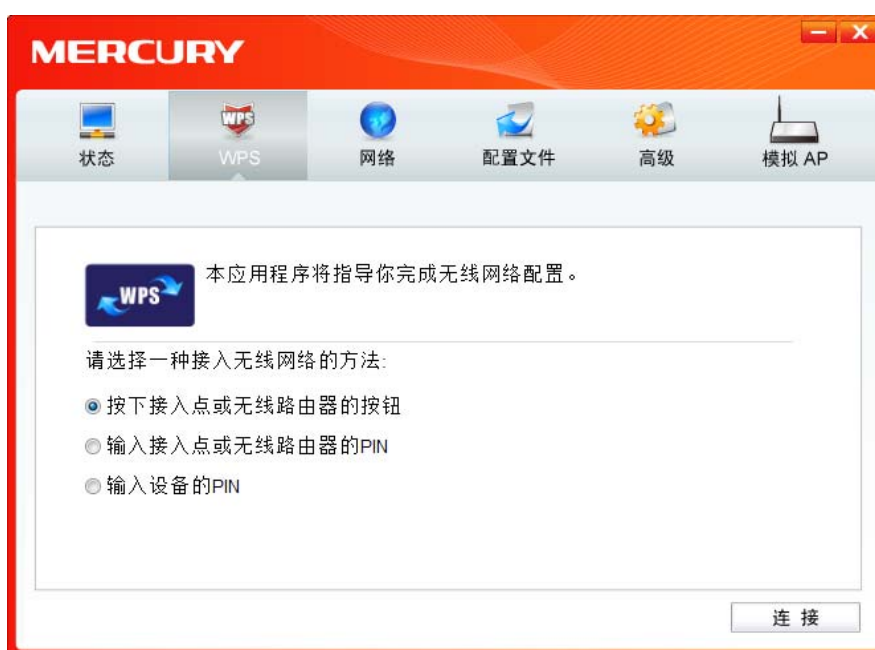 MERCURY
状态
WPS
WPS
网络
配置文件
高级
模拟 AP
WPS
本应用程序将指导你完成无线网络配置。
请选择一种接入无线网络的方法:
按下接入点或无线路由器的按钮
输入接入点或无线路由器的PIN
输入设备的PIN
连 接